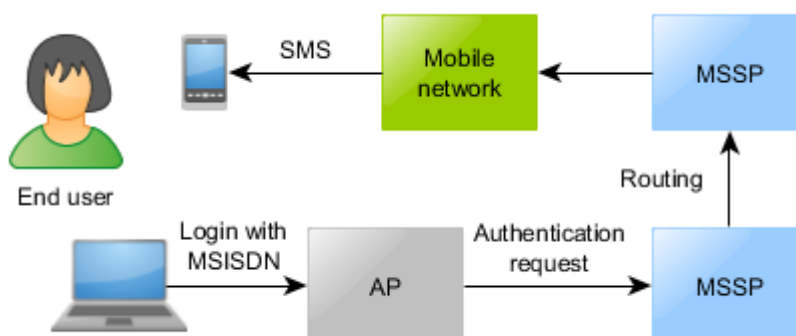 SMS
Mobile
network
MSSP
End user
Routing
Login with
MSISDN
AP
Authentication
request
MSSP